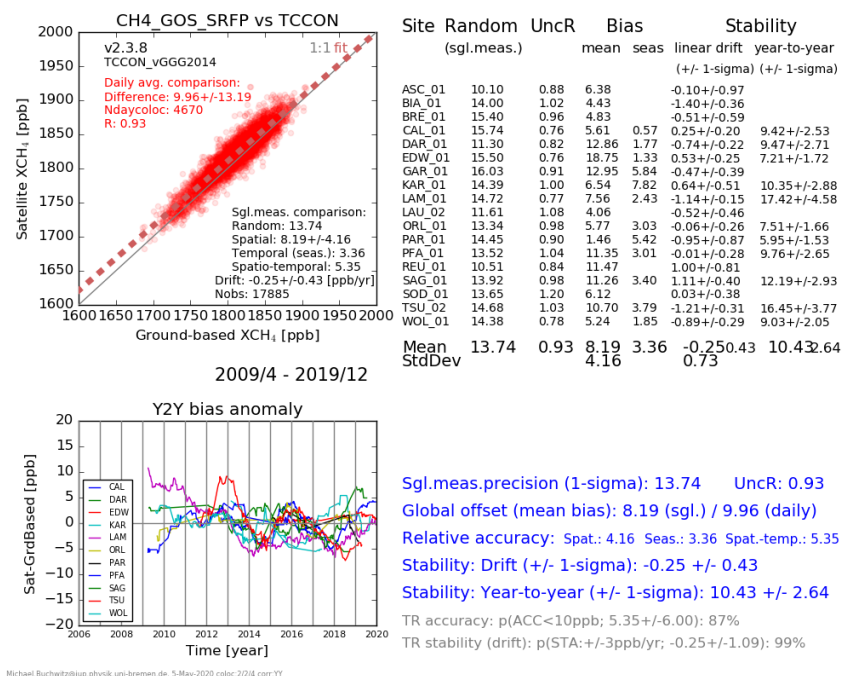 CH4_GOS_SRFP vs TCCON
v2.3.8
TCCON_vGGG2014
1:1 fit
Daily avg. comparison:
Difference: 9.96+/-13.19
Ndaycoloc: 4670
R: 0.93
Sgl.meas. comparison:
Random: 13.74
Spatial: 8.19+/-4.16
Temporal (seas.): 3.36
Spatio-temporal: 5.35
Drift: -0.25+/-0.43 [ppb/yr]
Nobs: 17885
2000
1950
1900
1850
1800
1750
1700
1650
1600
Satellite XCH4 [ppb]
1600 1650 1700 1750 1800 1850 1900 1950 2000
Ground-based XCH4 [ppb]
2009/4 - 2019/12
Site Random UncR Bias Stability
(sgl.meas.) mean seas linear drift year-to-year
(+/- 1-sigma) (+/- 1-sigma)
ASC_01 10.10 0.88 6.38 -0.10+/-0.97
BIA_01 14.00 1.02 4.43 -1.40+/-0.36
BRE_01 15.40 0.96 4.83 -0.51+/-0.59
CAL_01 15.74 0.76 5.61 0.57 0.25+/-0.20 9.42+/-2.53
DAR_01 11.30 0.82 12.86 1.77 -0.74+/-0.22 9.47+/-2.71
EDW_01 15.50 0.76 18.75 1.33 0.53+/-0.25 7.21+/-1.72
GAR_01 16.03 0.91 12.95 5.84 -0.47+/-0.39
KAR_01 14.39 1.00 6.54 7.82 0.64+/-0.51 10.35+/-2.88
LAM_01 14.72 0.77 7.56 2.43 -1.14+/-0.15 17.42+/-4.58
LAU_02 11.61 1.08 4.06 -0.52+/-0.46
ORL_01 13.34 0.98 5.77 3.03 -0.06+/-0.26 7.51+/-1.66
PAR_01 14.45 0.90 1.46 5.42 -0.95+/-0.87 5.95+/-1.53
PFA_01 13.52 1.04 11.35 3.01 -0.01+/-0.28 9.76+/-2.65
REU_01 10.51 0.84 11.47 1.00+/-0.81
SAG_01 13.92 0.98 11.26 3.40 1.11+/-0.40 12.19+/-2.93
SOD_01 13.65 1.20 6.12 0.03+/-0.38
TSU_02 14.68 1.03 10.70 3.79 -1.21+/-0.31 16.45+/-3.77
WOL_01 14.38 0.78 5.24 1.85 -0.89+/-0.29 9.03+/-2.05
Mean 13.74 0.93 8.19 3.36 -0.25 0.43 10.43 2.64
StdDev 4.16 0.73
Y2Y bias anomaly
20
15
10
5
0
−5
−10
−15
−20
Sat-GrdBased [ppb]
CAL
DAR
EDW
KAR
LAM
ORL
PAR
PFA
SAG
TSU
WOL
2006 2008 2010 2012 2014 2016 2018 2020
Time [year]
Sgl.meas.precision (1-sigma): 13.74 UncR: 0.93
Global offset (mean bias): 8.19 (sgl.) / 9.96 (daily)
Relative accuracy: Spat.: 4.16 Seas.: 3.36 Spat.-temp.: 5.35
Stability: Drift (+/- 1-sigma): -0.25 +/- 0.43
Stability: Year-to-year (+/- 1-sigma): 10.43 +/- 2.64
TR accuracy: p(ACC<10ppb; 5.35+/-6.00): 87%
TR stability (drift): p(STA:+/-3ppb/yr; -0.25+/-1.09): 99%
Michael.Buchwitz@iup.physik.uni-bremen.de, 5-May-2020 coloc:2/2/4 corr:YY